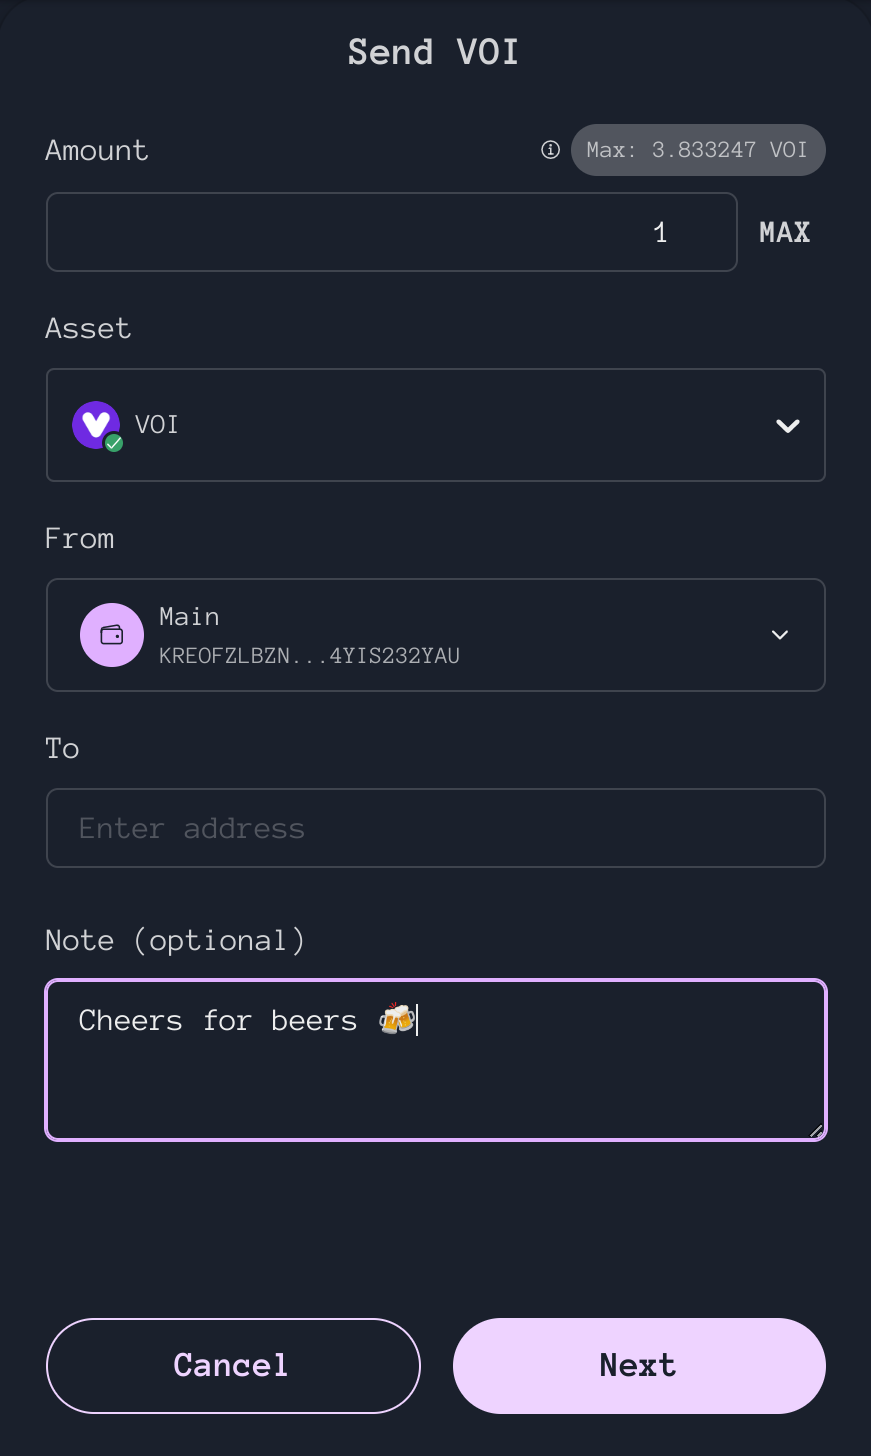 Send VOI
Amount
Max: 3.833247 VOI
1
MAX
Asset
VOI
From
Main
KREOFZLBZN...4YIS232YAU
To
Enter address
Note (optional)
Cheers for beers 🍻
Cancel
Next